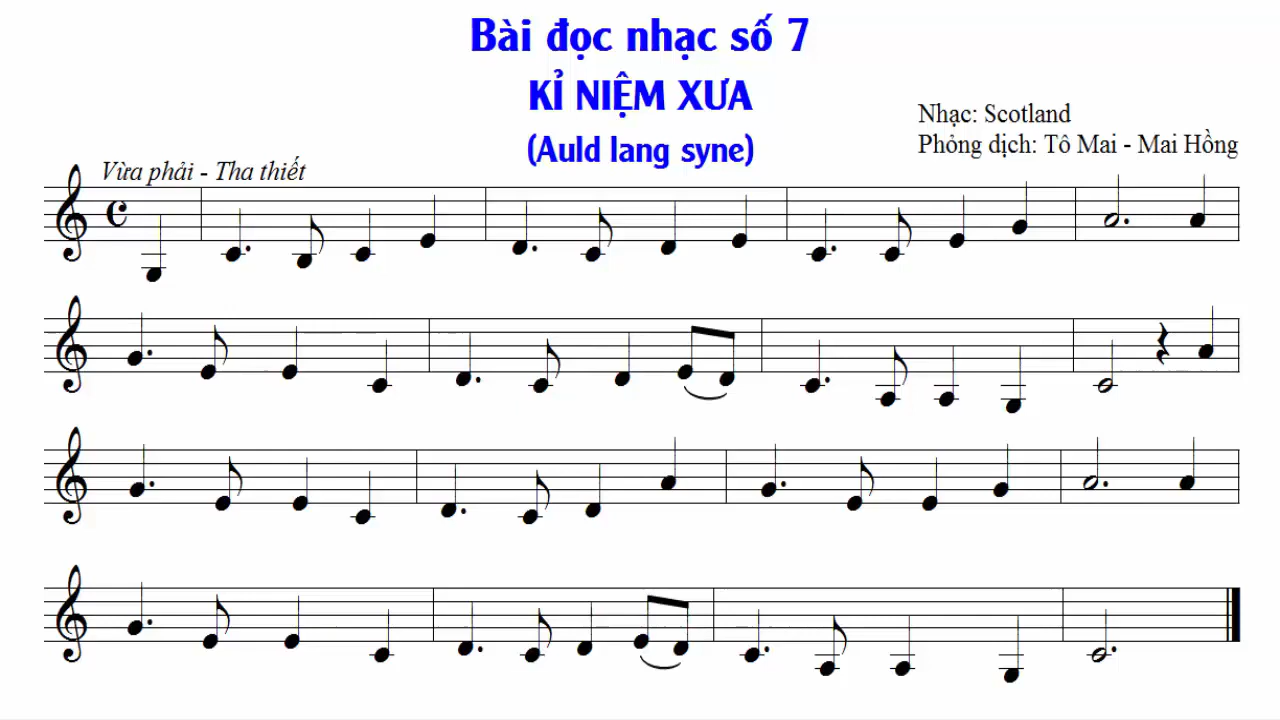 Bài đọc nhạc số 7
KỈ NIỆM XƯA
(Auld lang syne)
Nhạc: Scotland
Phỏng dịch: Tô Mai - Mai Hồng
Vừa phải - Tha thiết